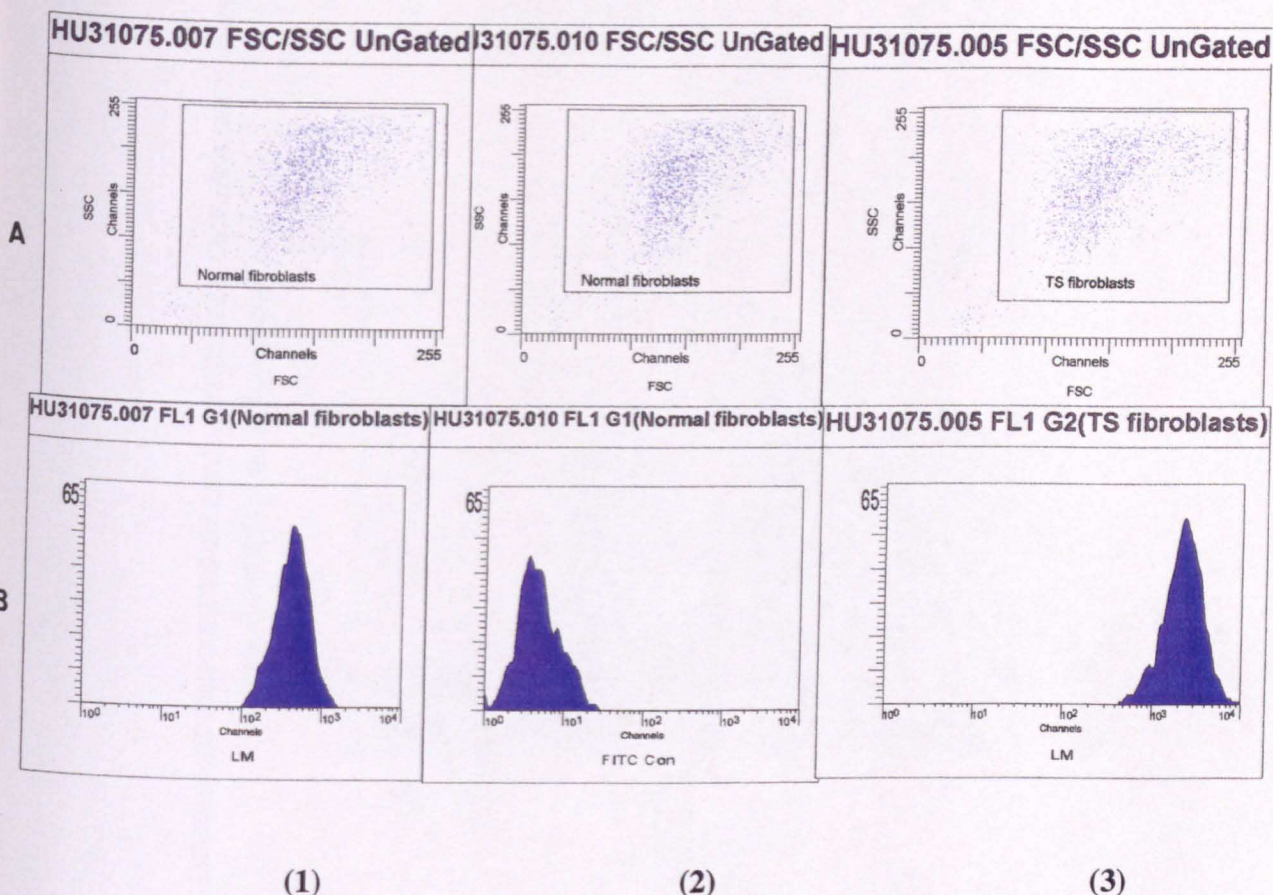 HU31075.007 FSC/SSC UnGated
J31075.010 FSC/SSC UnGated
HU31075.005 FSC/SSC UnGated
A
255
SSC
Channels
0
Normal fibroblasts
0
Channels
255
FSC
255
SSC
Channels
0
Normal fibroblasts
0
Channels
255
FSC
255
SSC
Channels
0
TS fibroblasts
0
Channels
255
FSC
HU31075.007 FL1 G1(Normal fibroblasts)
HU31075.010 FL1 G1(Normal fibroblasts)
HU31075.005 FL1 G2(TS fibroblasts)
B
65
10⁰ 10¹ 10² 10³ 10⁴
Channels
LM
65
10⁰ 10¹ 10² 10³ 10⁴
Channels
FITC Con
65
10⁰ 10¹ 10² 10³ 10⁴
Channels
LM
(1)
(2)
(3)